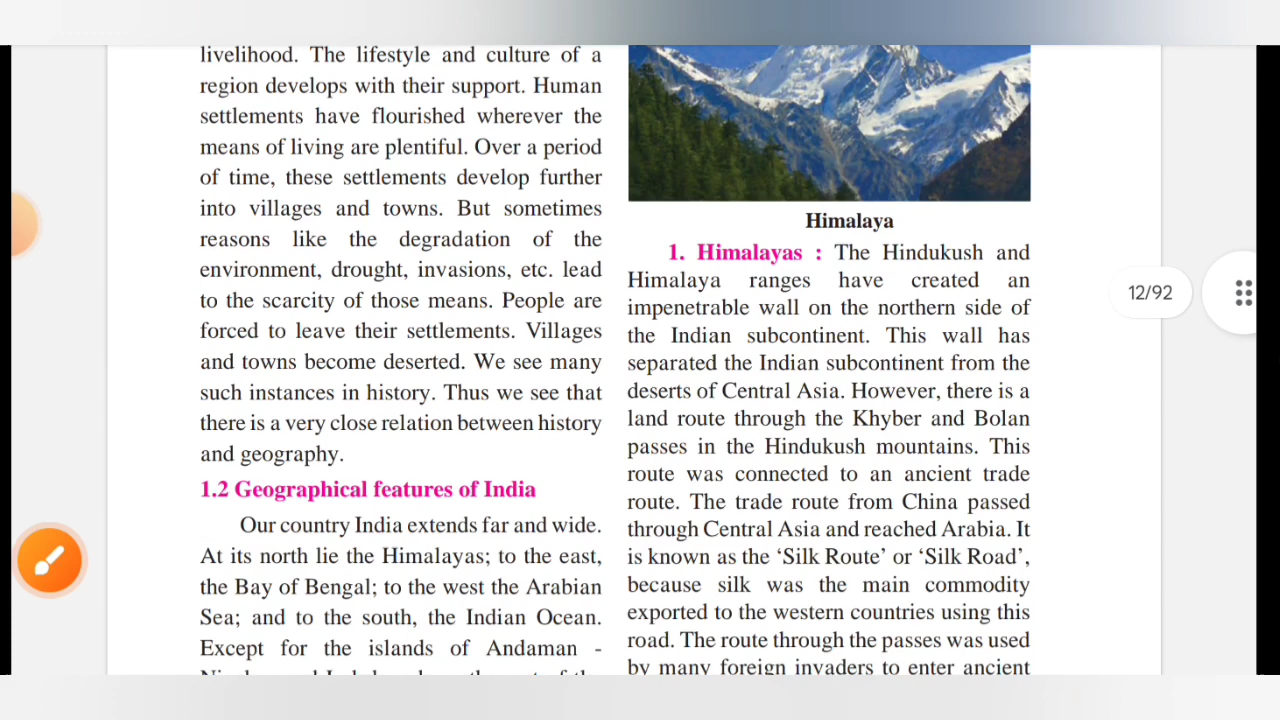 livelihood. The lifestyle and culture of a
region develops with their support. Human
settlements have flourished wherever the
means of living are plentiful. Over a period
of time, these settlements develop further
into villages and towns. But sometimes
reasons like the degradation of the
environment, drought, invasions, etc. lead
to the scarcity of those means. People are
forced to leave their settlements. Villages
and towns become deserted. We see many
such instances in history. Thus we see that
there is a very close relation between history
and geography.
1.2 Geographical features of India
Our country India extends far and wide.
At its north lie the Himalayas; to the east,
the Bay of Bengal; to the west the Arabian
Sea; and to the south, the Indian Ocean.
Except for the islands of Andaman -
Himalaya
1. Himalayas : The Hindukush and
Himalaya ranges have created an
impenetrable wall on the northern side of
the Indian subcontinent. This wall has
separated the Indian subcontinent from the
deserts of Central Asia. However, there is a
land route through the Khyber and Bolan
passes in the Hindukush mountains. This
route was connected to an ancient trade
route. The trade route from China passed
through Central Asia and reached Arabia. It
is known as the ‘Silk Route’ or ‘Silk Road’,
because silk was the main commodity
exported to the western countries using this
road. The route through the passes was used
by many foreign invaders to enter ancient
12/92